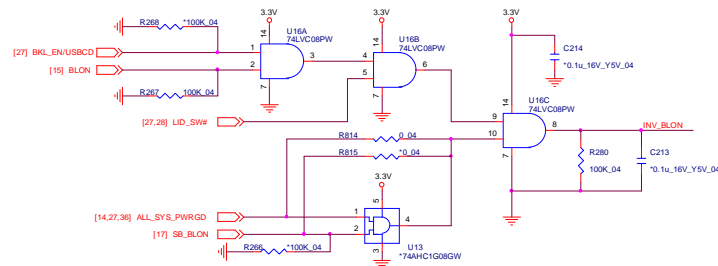 3.3V
3.3V
3.3V
R268
*100K_04
U16A
74LVC08PW
U16B
74LVC08PW
C214
*0.1u_16V_Y5V_04
[27] BKL_EN/USBCD
1
2
3
14
7
[15] BLON
4
5
6
14
7
R267
100K_04
U16C
74LVC08PW
[27,28] LID_SW#
9
10
8
14
7
INV_BLON
R814
0_04
R815
*0_04
R280
100K_04
C213
*0.1u_16V_Y5V_04
3.3V
[14,27,36] ALL_SYS_PWRGD
1
2
4
5
3
[17] SB_BLON
R266
*100K_04
U13
*74AHC1G08GW